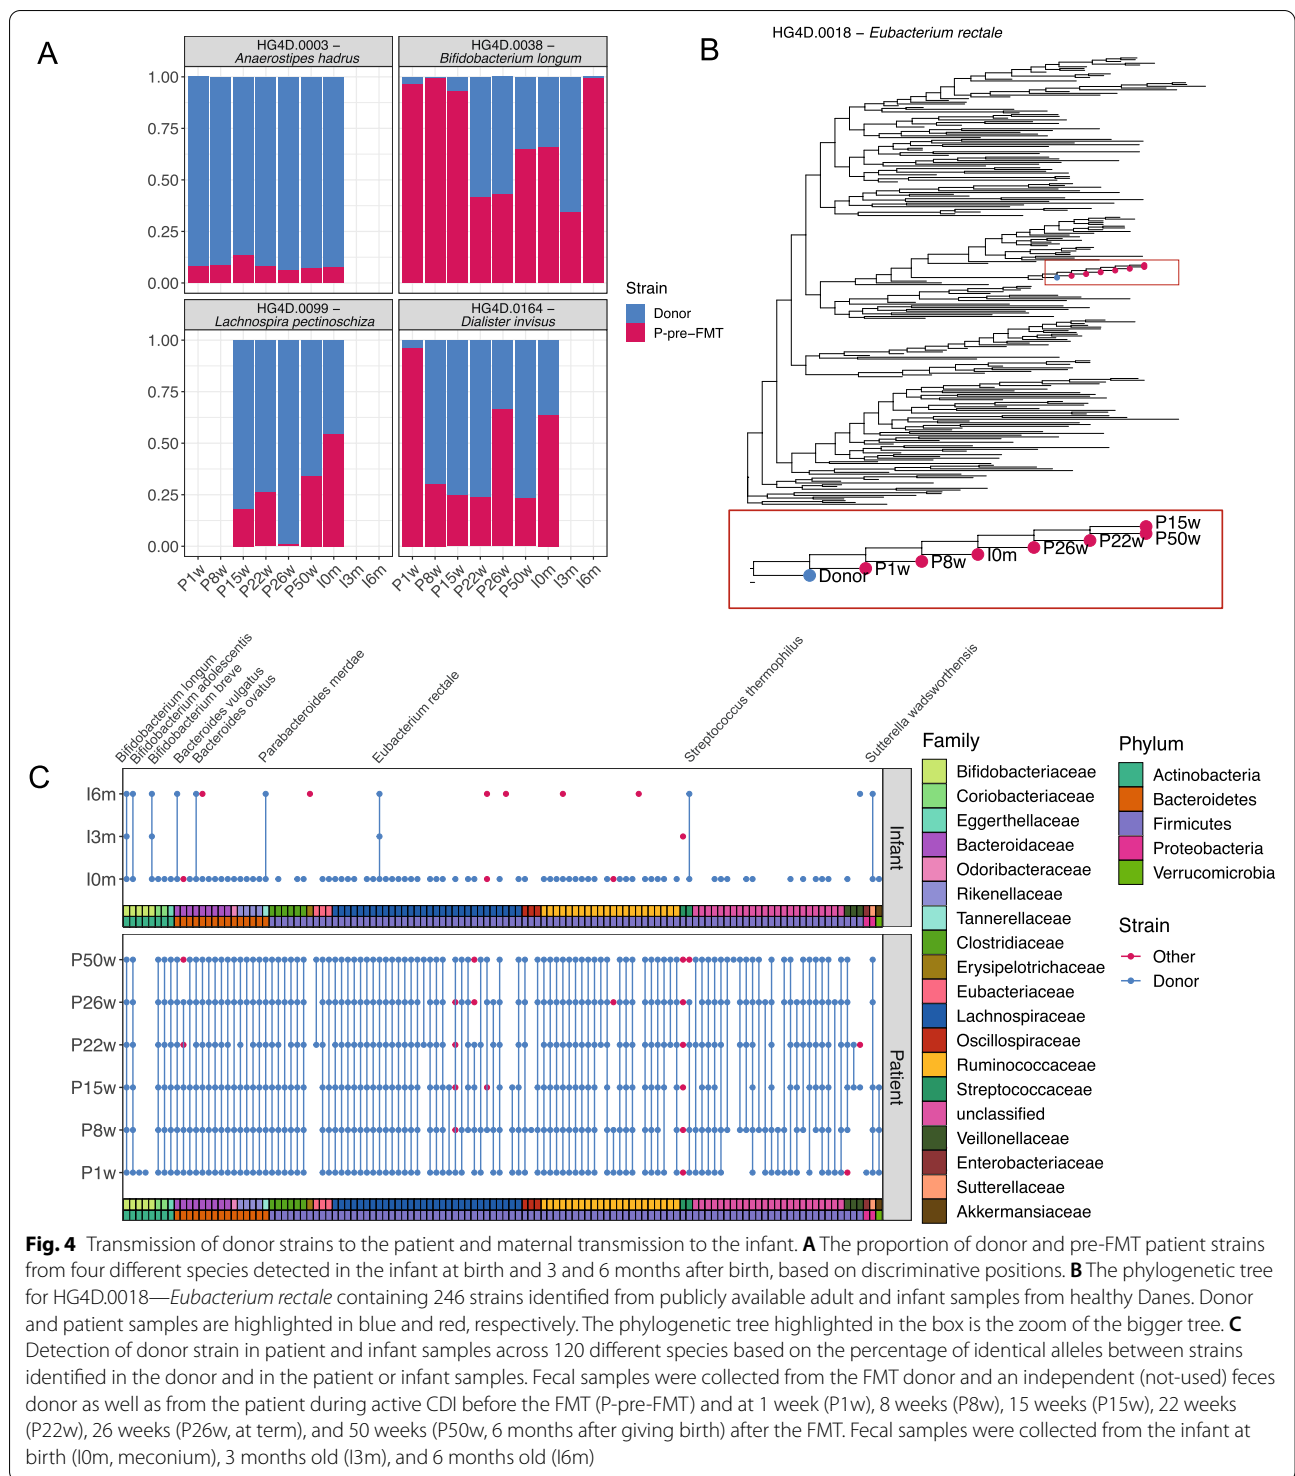 A
HG4D.0003 –
Anaerostipes hadrus
HG4D.0038 –
Bifidobacterium longum
1.00
0.75
0.50
0.25
0.00
HG4D.0099 –
Lachnospira pectinoschiza
HG4D.0164 –
Dialister invisus
1.00
0.75
0.50
0.25
0.00
P1w
P8w
P15w
P22w
P26w
P50w
I0m
I3m
I6m
P1w
P8w
P15w
P22w
P26w
P50w
I0m
I3m
I6m
Strain
Donor
P-pre–FMT
B
HG4D.0018 – Eubacterium rectale
Donor
P1w
P8w
I0m
P26w
P22w
P15w
P50w
C
Bifidobacterium longum
Bifidobacterium adolescentis
Bifidobacterium breve
Bacteroides vulgatus
Bacteroides ovatus
Parabacteroides merdae
Eubacterium rectale
Streptococcus thermophilus
Sutterella wadsworthensis
I6m
I3m
I0m
Infant
P50w
P26w
P22w
P15w
P8w
P1w
Patient
Family
Bifidobacteriaceae
Coriobacteriaceae
Eggerthellaceae
Bacteroidaceae
Odoribacteraceae
Rikenellaceae
Tannerellaceae
Clostridiaceae
Erysipelotrichaceae
Eubacteriaceae
Lachnospiraceae
Oscillospiraceae
Ruminococcaceae
Streptococcaceae
unclassified
Veillonellaceae
Enterobacteriaceae
Sutterellaceae
Akkermansiaceae
Phylum
Actinobacteria
Bacteroidetes
Firmicutes
Proteobacteria
Verrucomicrobia
Strain
Other
Donor
Fig. 4 Transmission of donor strains to the patient and maternal transmission to the infant. A The proportion of donor and pre-FMT patient strains
from four different species detected in the infant at birth and 3 and 6 months after birth, based on discriminative positions. B The phylogenetic tree
for HG4D.0018—Eubacterium rectale containing 246 strains identified from publicly available adult and infant samples from healthy Danes. Donor
and patient samples are highlighted in blue and red, respectively. The phylogenetic tree highlighted in the box is the zoom of the bigger tree. C
Detection of donor strain in patient and infant samples across 120 different species based on the percentage of identical alleles between strains
identified in the donor and in the patient or infant samples. Fecal samples were collected from the FMT donor and an independent (not-used) feces
donor as well as from the patient during active CDI before the FMT (P-pre-FMT) and at 1 week (P1w), 8 weeks (P8w), 15 weeks (P15w), 22 weeks
(P22w), 26 weeks (P26w, at term), and 50 weeks (P50w, 6 months after giving birth) after the FMT. Fecal samples were collected from the infant at
birth (I0m, meconium), 3 months old (I3m), and 6 months old (I6m)